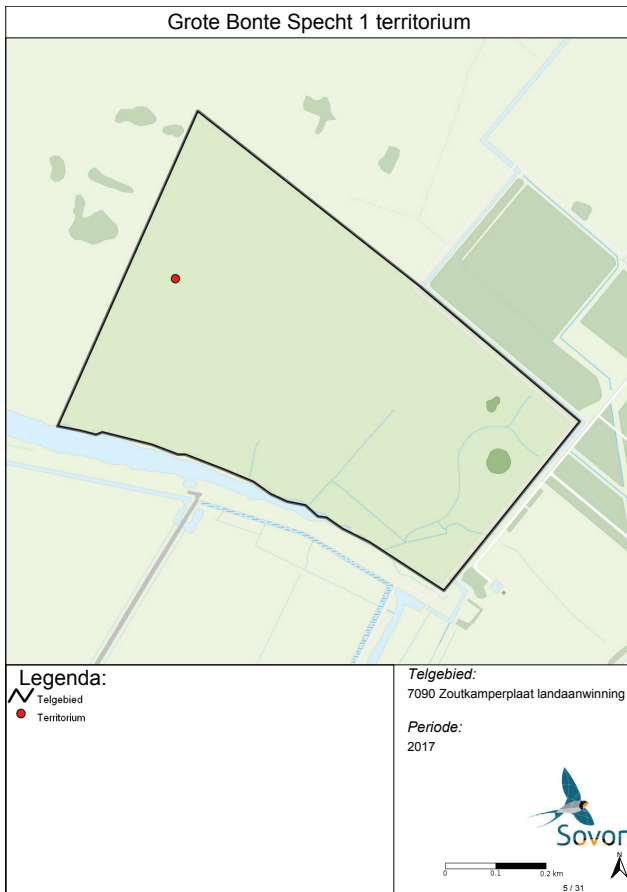 Grote Bonte Specht 1 territorium
Legenda:
Telgebied
Territorium
Telgebied:
7090 Zoutkamperplaat landaanwinning
Periode:
2017
Sovon
N
0 0.1 0.2 km
5 / 31